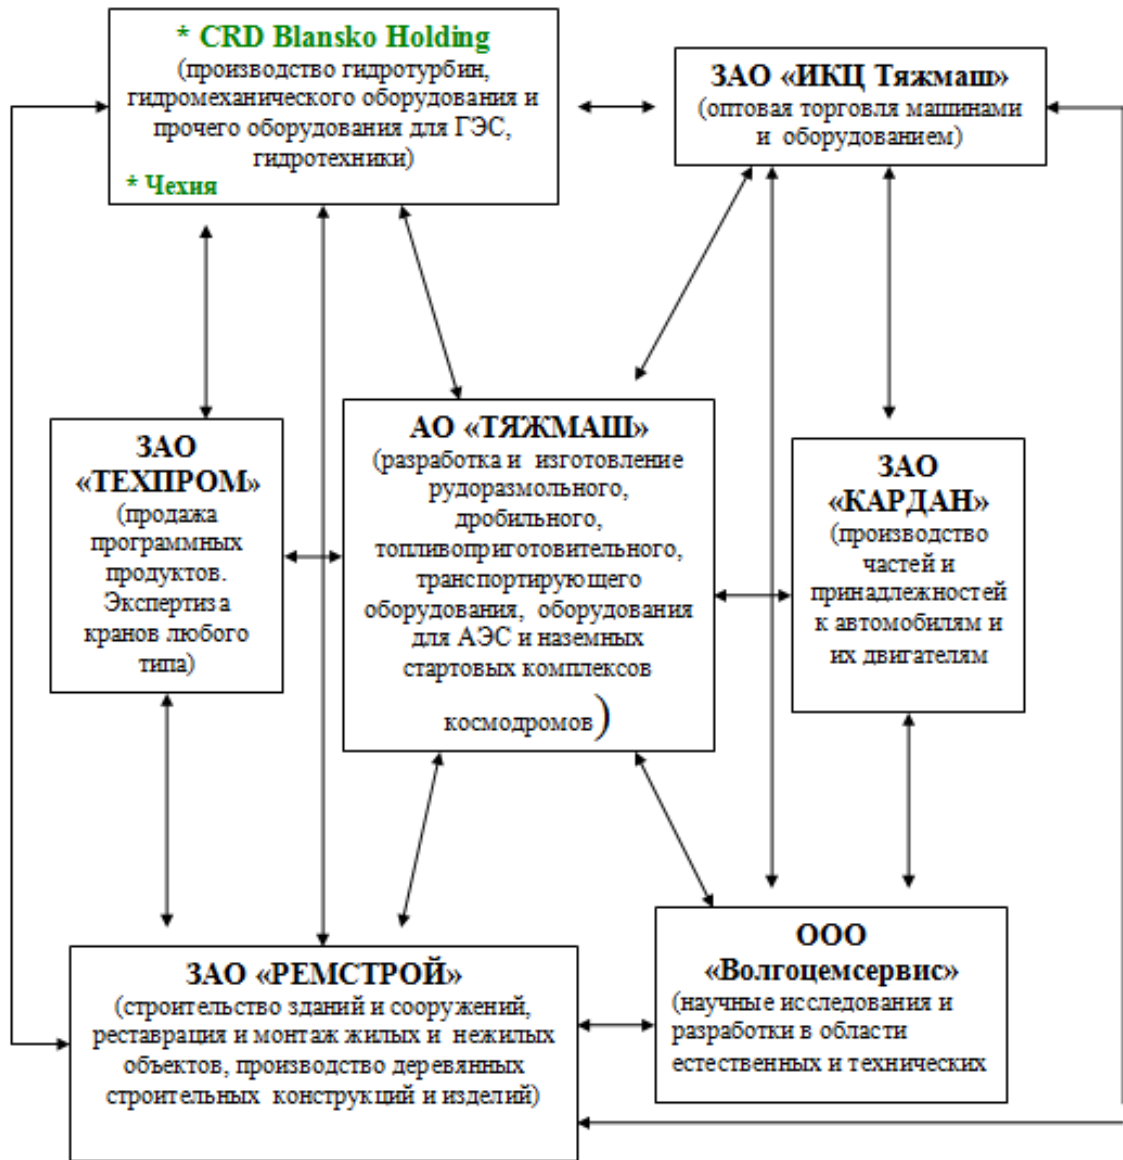 * CRD Blansko Holding
(производство гидротурбин,
гидромеханического оборудования и
прочего оборудования для ГЭС,
гидротехники)
* Чехия
ЗАО «ИКЦ Тяжмаш»
(оптовая торговля машинами
и оборудованием)
ЗАО
«ТЕХПРОМ»
(продажа
программных
продуктов.
Экспертиза
кранов любого
типа)
АО «ТЯЖМАШ»
(разработка и изготовление
рудоразмольного,
дробильного,
топливоприготовительного,
транспортирующего
оборудования, оборудования
для АЭС и наземных
стартовых комплексов
космодромов)
ЗАО
«КАРДАН»
(производство
частей и
принадлежностей
к автомобилям и
их двигателям
ЗАО «РЕМСТРОЙ»
(строительство зданий и сооружений,
реставрация и монтаж жилых и нежилых
объектов, производство деревянных
строительных конструкций и изделий)
ООО
«Волгоцемсервис»
(научные исследования и
разработки в области
естественных и технических